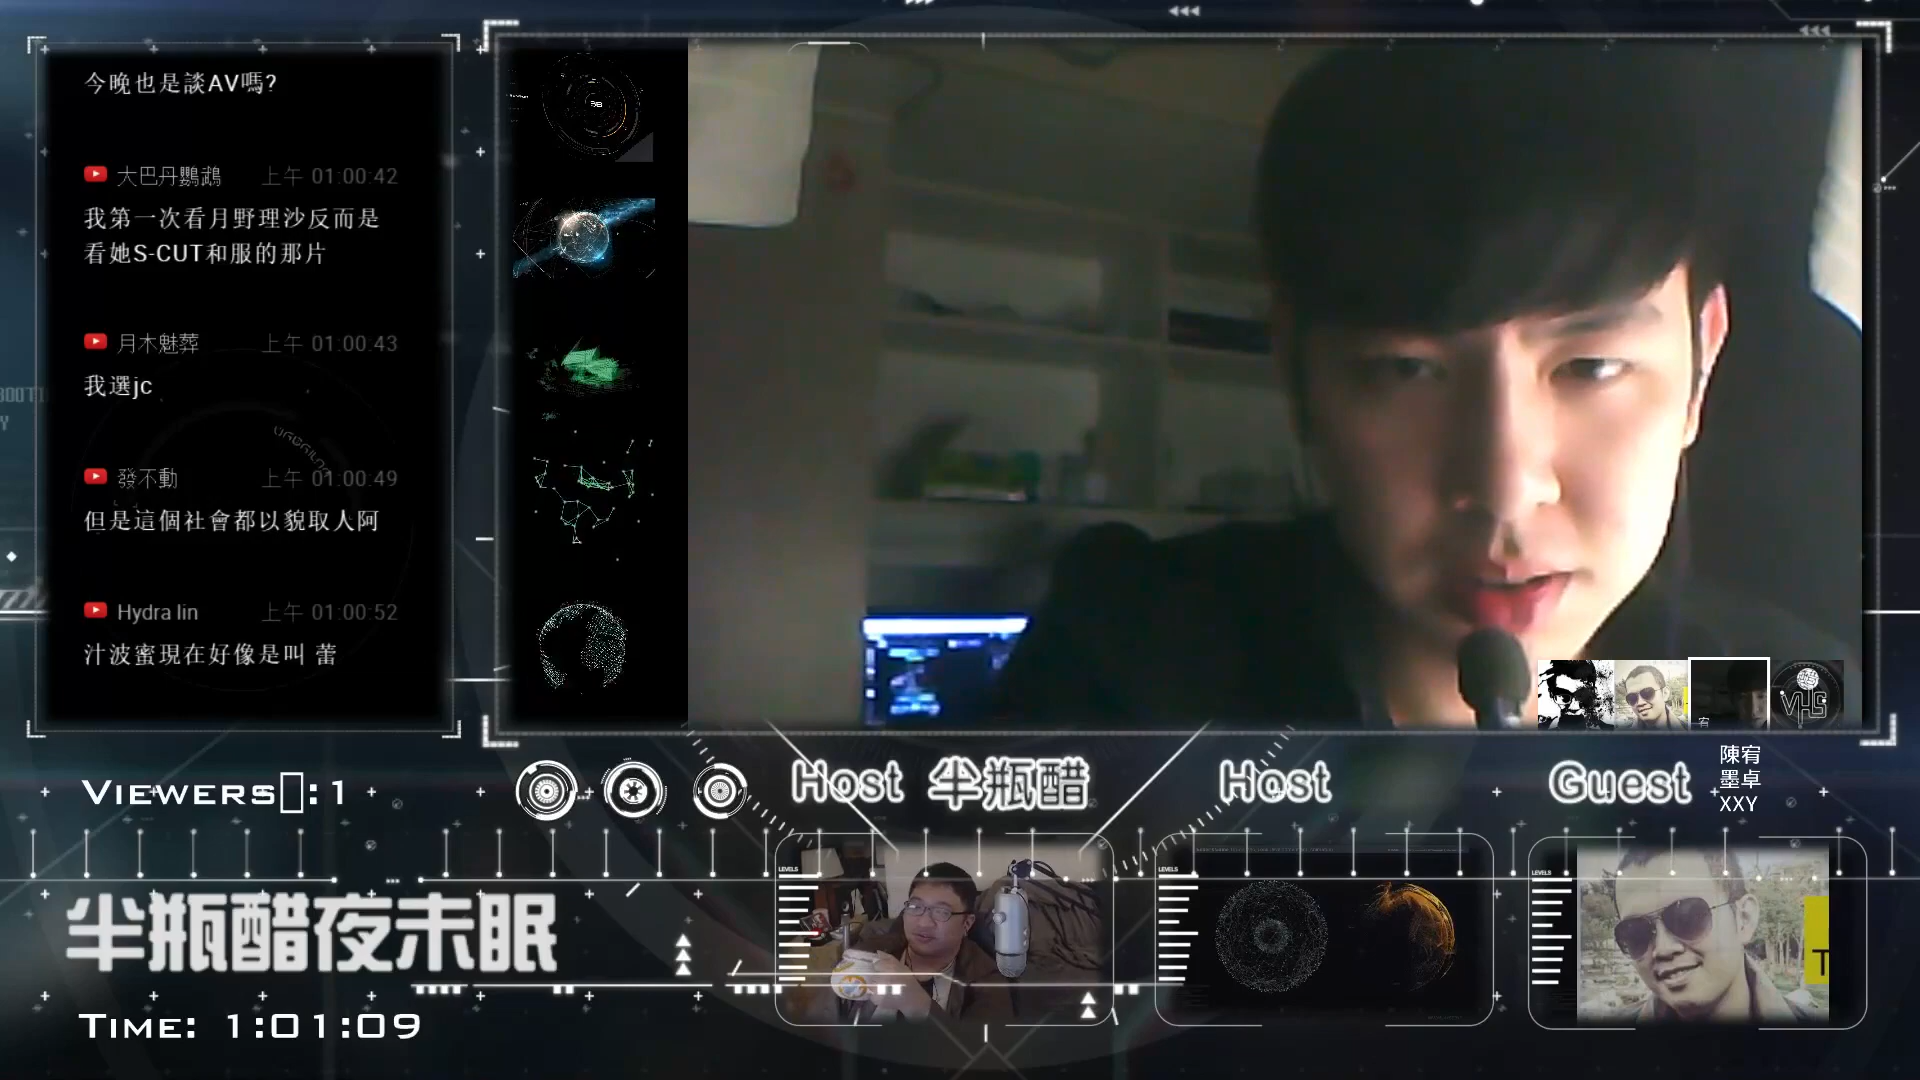 今晚也是談AV嗎?
大巴丹鸚鵡 上午 01:00:42
我第一次看月野理沙反而是
看她S-CUT和服的那片
月木魅葬 上午 01:00:43
我選jc
發不動 上午 01:00:49
但是這個社會都以貌取人阿
Hydra lin 上午 01:00:52
汁波蜜現在好像是叫 蕾
宥
VHS
Viewers :1
Host 半瓶醋
Host
Guest
陳宥
墨卓
XXY
半瓶醋夜未眠
LEVELS
LEVELS
LEVELS
T
Time: 1:01:09